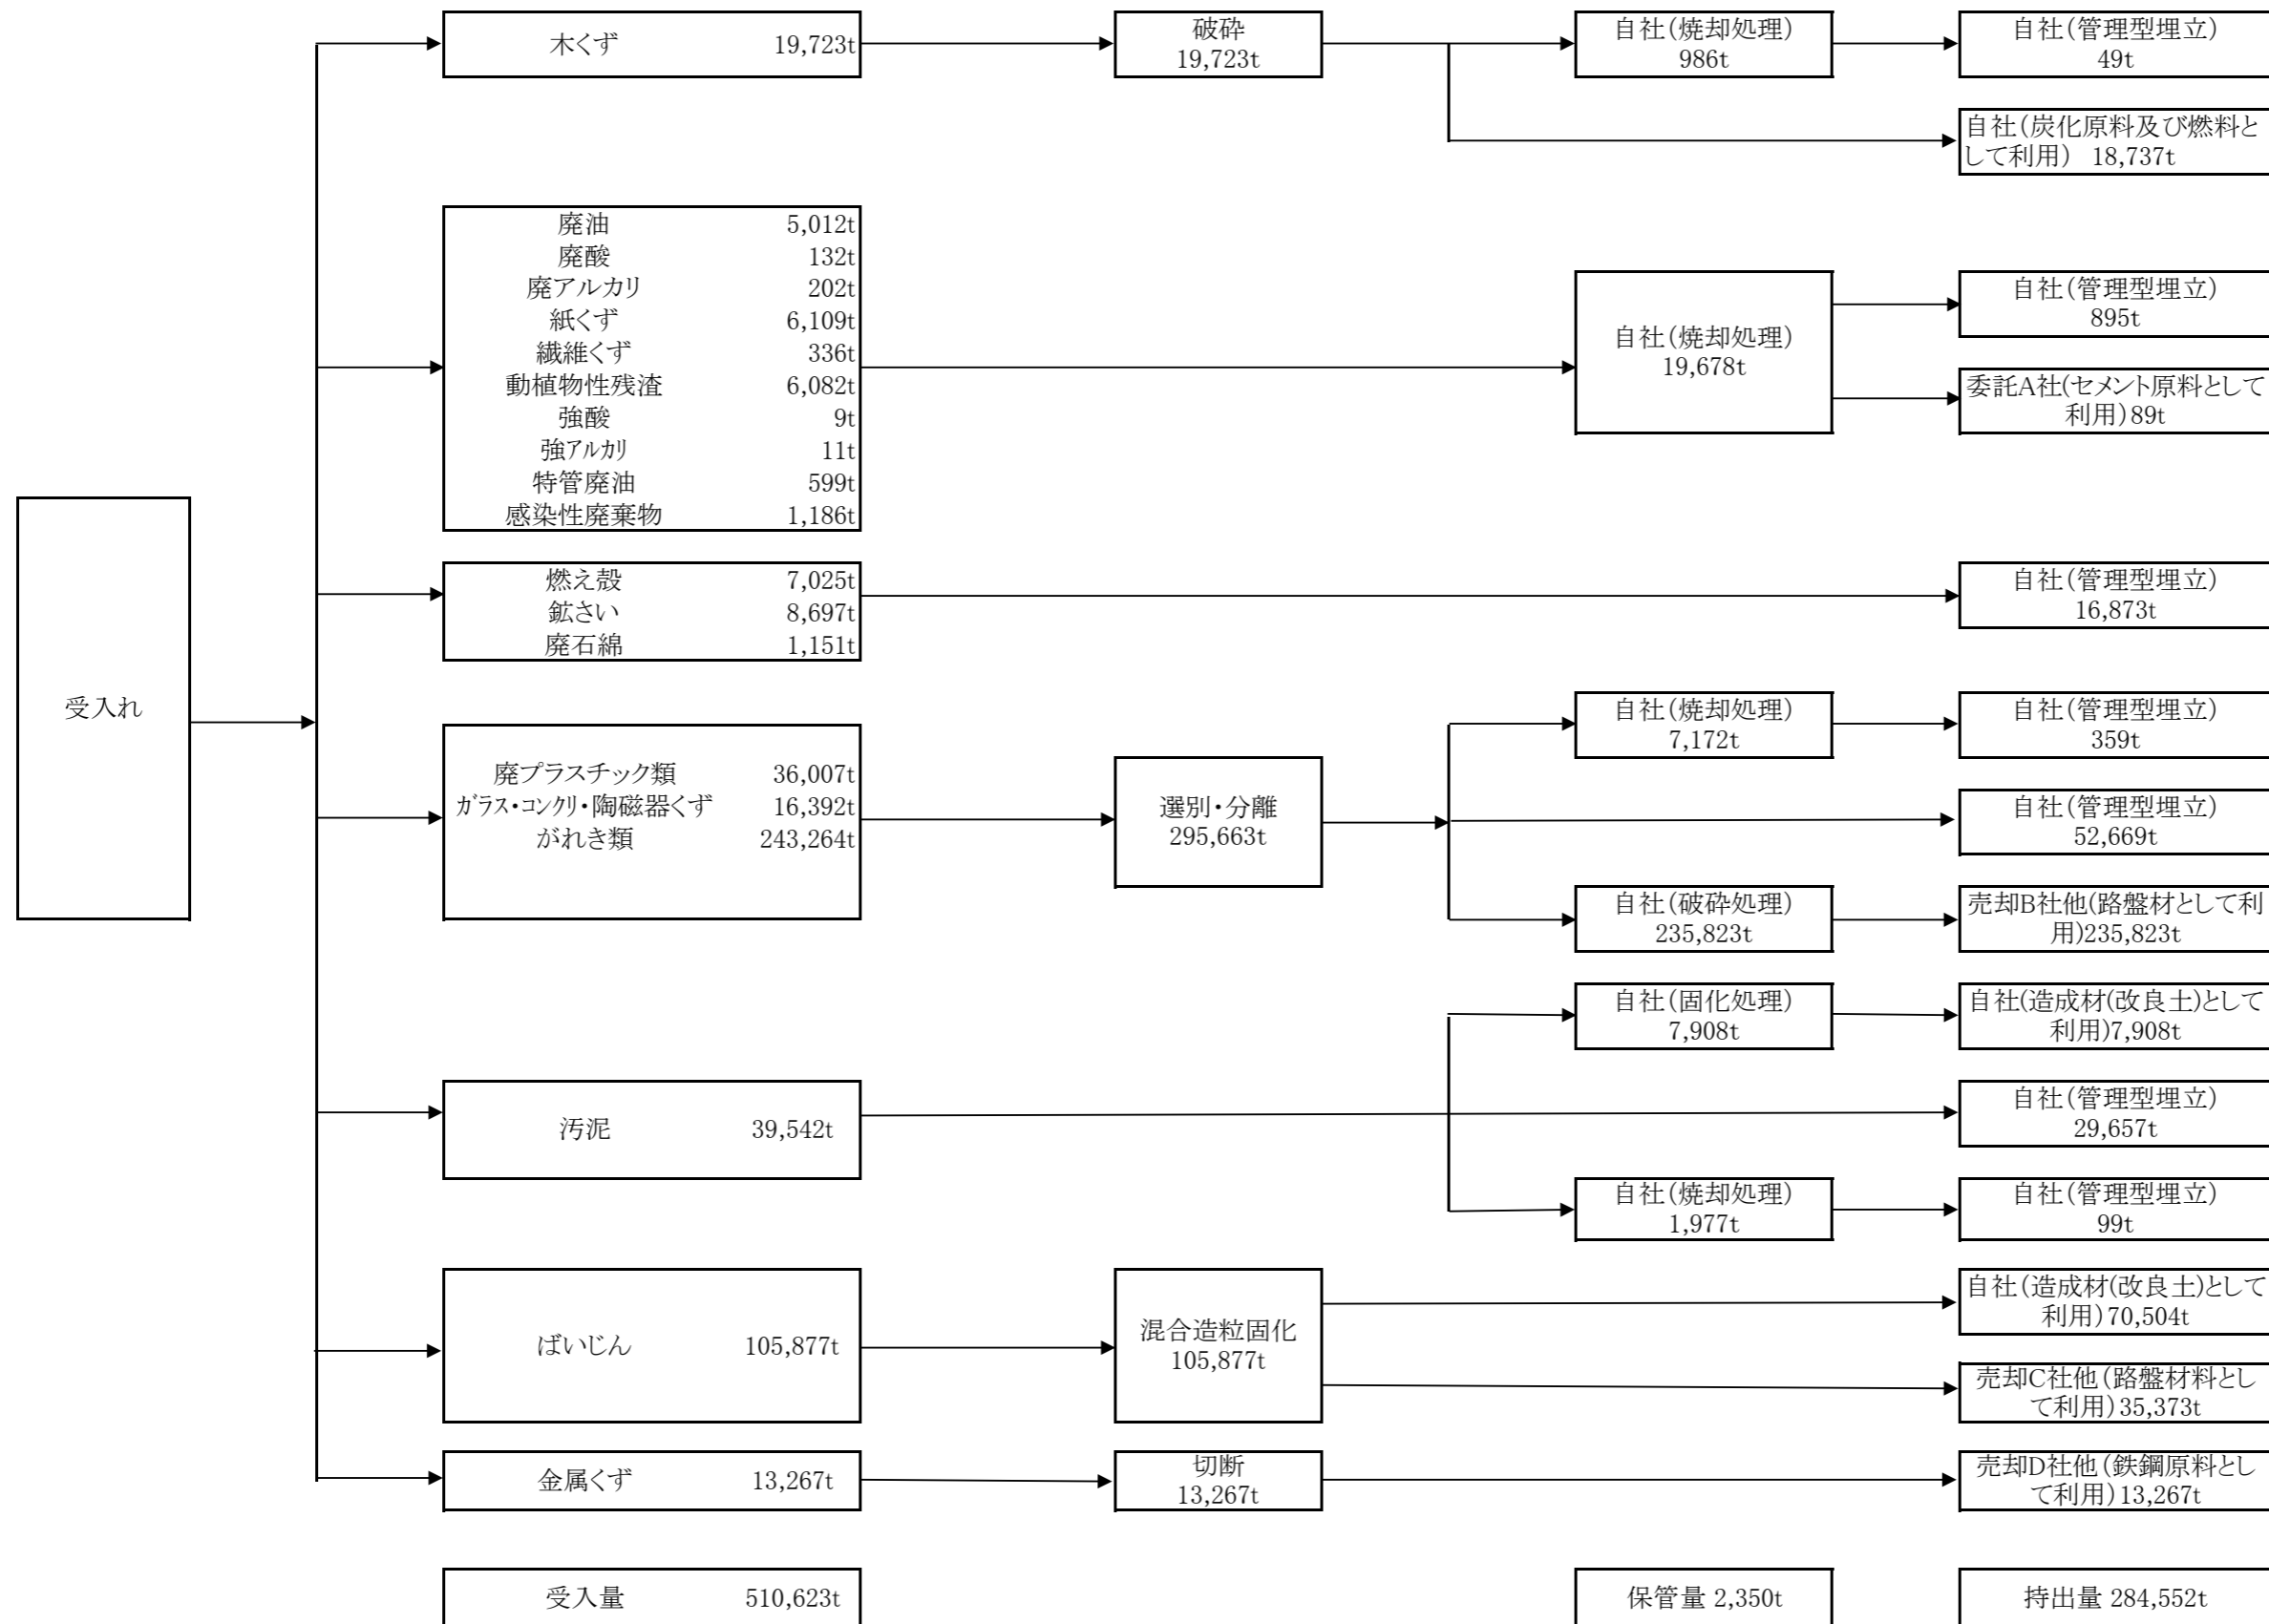 木くず 19,723t
破砕
19,723t
自社(焼却処理)
986t
自社(管理型埋立)
49t
自社(炭化原料及び燃料と
して利用) 18,737t
廃油 5,012t
廃酸 132t
廃アルカリ 202t
紙くず 6,109t
繊維くず 336t
動植物性残渣 6,082t
強酸 9t
強アルカリ 11t
特管廃油 599t
感染性廃棄物 1,186t
自社(焼却処理)
19,678t
自社(管理型埋立)
895t
委託A社(セメント原料として
利用)89t
燃え殻 7,025t
鉱さい 8,697t
廃石綿 1,151t
自社(管理型埋立)
16,873t
受入れ
廃プラスチック類 36,007t
ガラス・コンクリ・陶磁器くず 16,392t
がれき類 243,264t
選別・分離
295,663t
自社(焼却処理)
7,172t
自社(管理型埋立)
359t
自社(管理型埋立)
52,669t
自社(破砕処理)
235,823t
売却B社他(路盤材として利
用)235,823t
汚泥 39,542t
自社(固化処理)
7,908t
自社(造成材(改良土)として
利用)7,908t
自社(管理型埋立)
29,657t
自社(焼却処理)
1,977t
自社(管理型埋立)
99t
ばいじん 105,877t
混合造粒固化
105,877t
自社(造成材(改良土)として
利用)70,504t
売却C社他(路盤材料とし
て利用)35,373t
金属くず 13,267t
切断
13,267t
売却D社他(鉄鋼原料とし
て利用)13,267t
受入量 510,623t
保管量 2,350t
持出量 284,552t